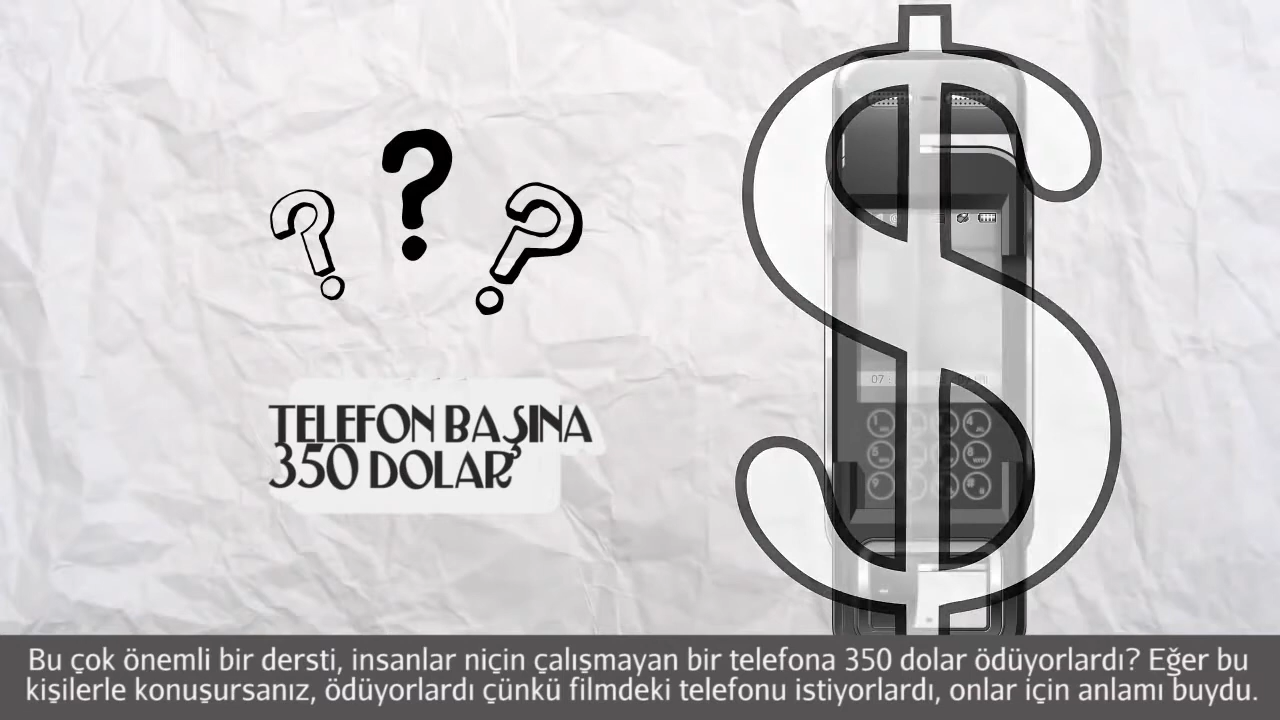 ? ? ?
$
TELEFON BAŞINA
350 DOLAR
07 :
Bu çok önemli bir dersti, insanlar niçin çalışmayan bir telefona 350 dolar ödüyorlardı? Eğer bu
kişilerle konuşursanız, ödüyorlardı çünkü filmdeki telefonu istiyorlardı, onlar için anlamı buydu.